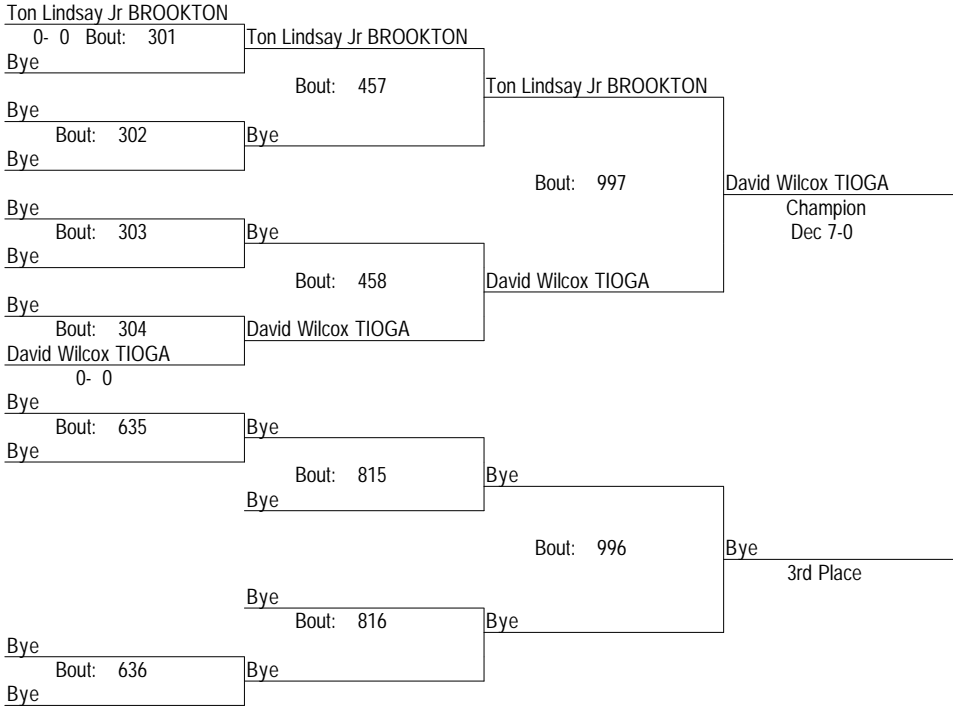 Ton Lindsay Jr BROOKTON
0- 0 Bout: 301
Bye
Bye
Bout: 302
Bye
Bye
Bout: 303
Bye
Bye
Bout: 304
David Wilcox TIOGA
0- 0
Bye
Bout: 635
Bye
Bye
Bout: 636
Bye
Ton Lindsay Jr BROOKTON
Bout: 457
Bye
Bye
Bout: 458
David Wilcox TIOGA
Bye
Bout: 815
Bye
Bye
Bout: 816
Bye
Ton Lindsay Jr BROOKTON
Bout: 997
David Wilcox TIOGA
Bye
Bout: 996
Bye
David Wilcox TIOGA
Champion
Dec 7-0
Bye
3rd Place